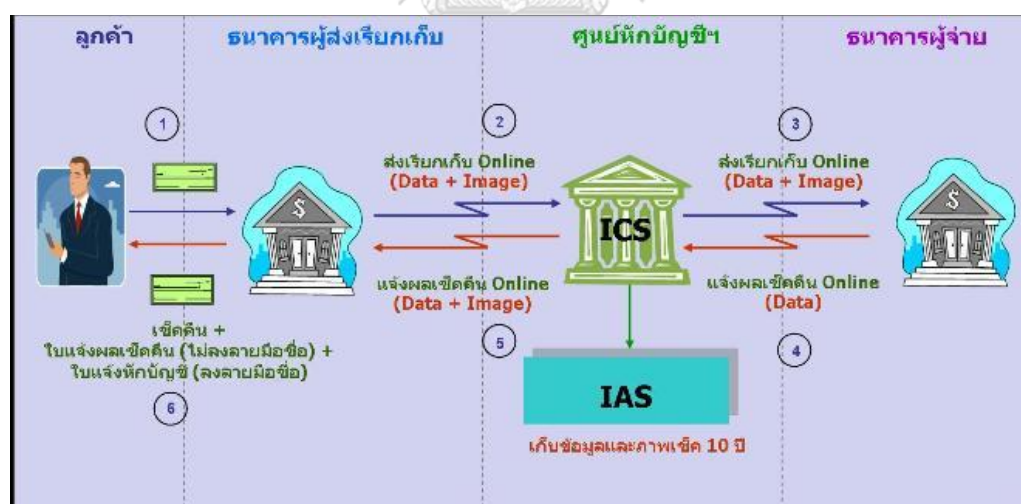 ลูกค้า
ธนาคารผู้ส่งเรียกเก็บ
ศูนย์หักบัญชีฯ
ธนาคารผู้จ่าย
1
2
3
ส่งเรียกเก็บ Online
(Data + Image)
ส่งเรียกเก็บ Online
(Data + Image)
$
ICS
$
แจ้งผลเช็คคืน Online
(Data + Image)
แจ้งผลเช็คคืน Online
(Data)
เช็คคืน +
ใบแจ้งผลเช็คคืน (ไม่ลงลายมือชื่อ) +
ใบแจ้งหักบัญชี (ลงลายมือชื่อ)
5
4
6
IAS
เก็บข้อมูลและภาพเช็ค 10 ปี